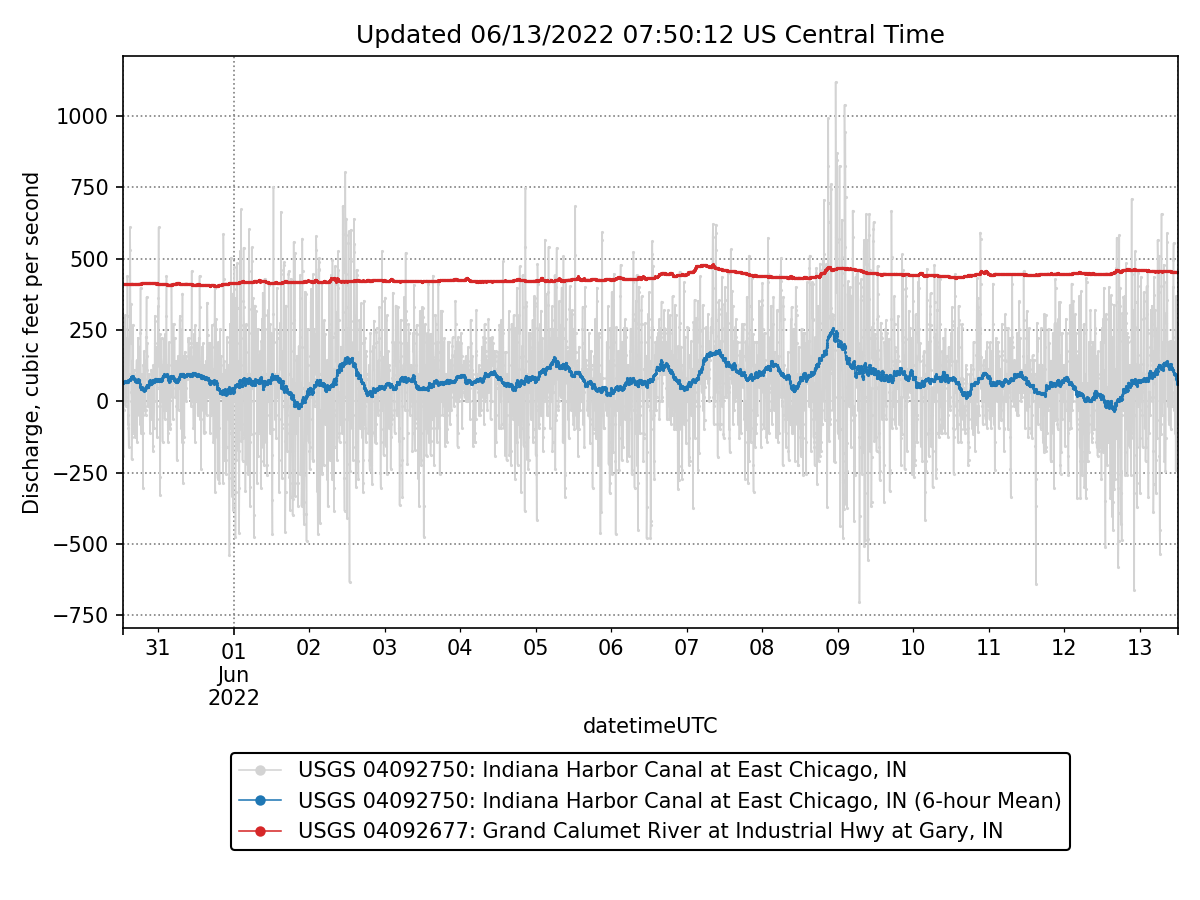 Updated 06/13/2022 07:50:12 US Central Time
Discharge, cubic feet per second
1000
750
500
250
0
−250
−500
−750
31 01 02 03 04 05 06 07 08 09 10 11 12 13
Jun
2022
datetimeUTC
USGS 04092750: Indiana Harbor Canal at East Chicago, IN
USGS 04092750: Indiana Harbor Canal at East Chicago, IN (6-hour Mean)
USGS 04092677: Grand Calumet River at Industrial Hwy at Gary, IN